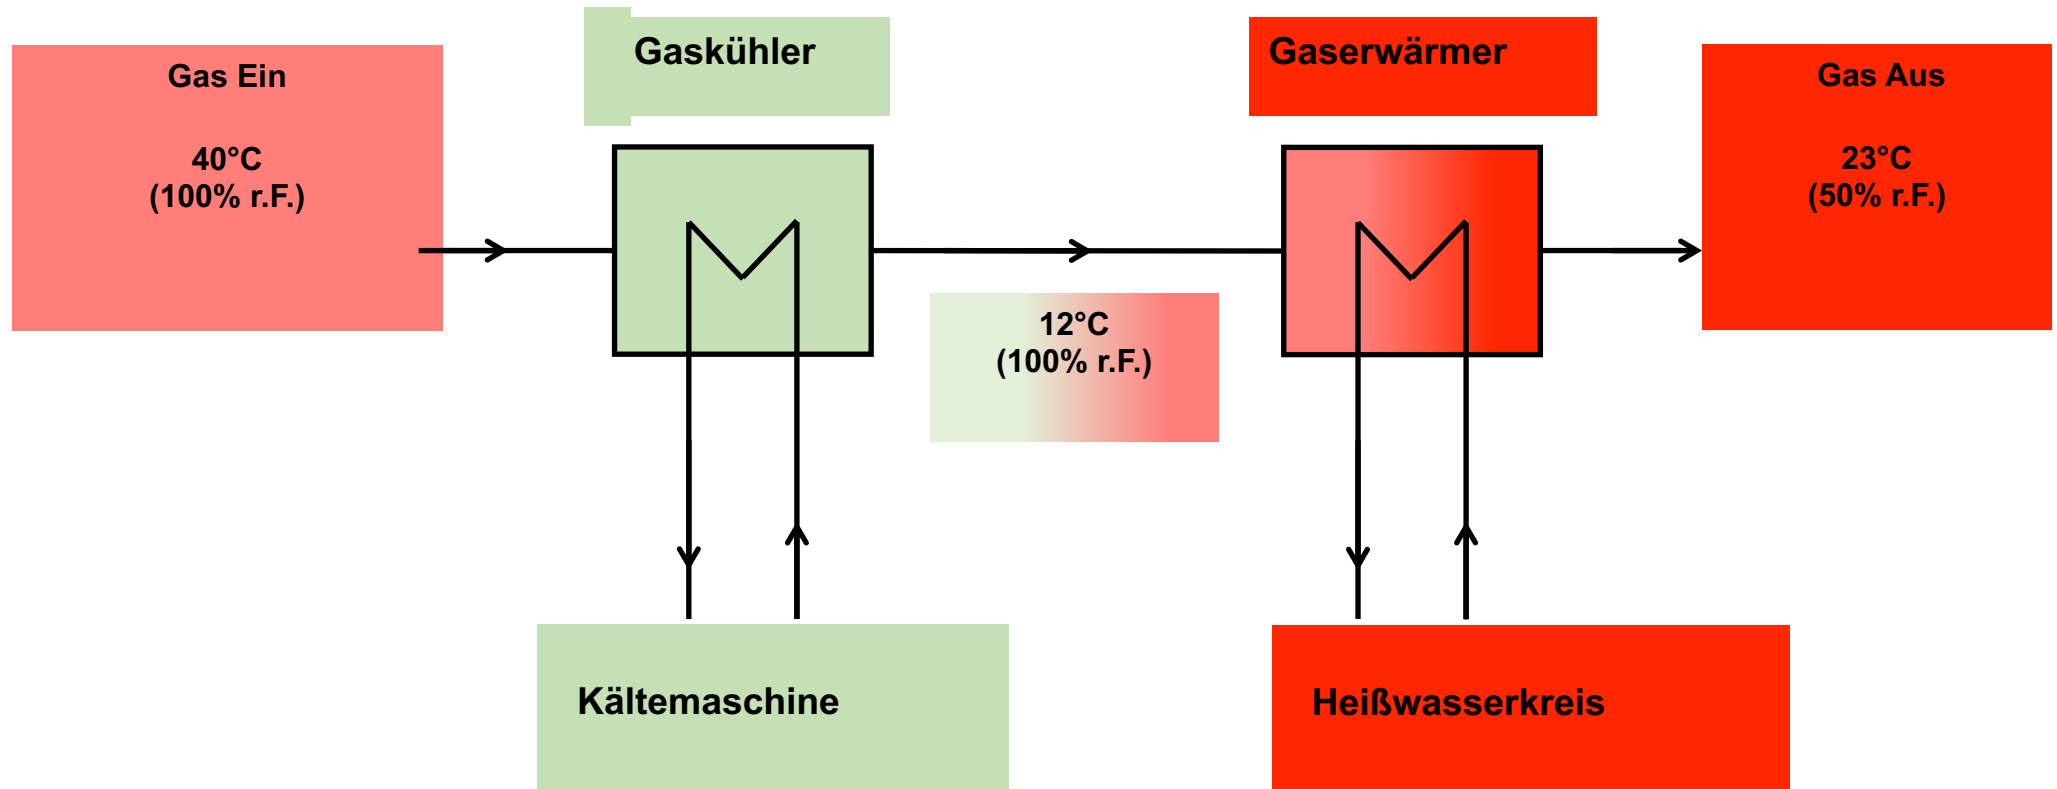 Gas Ein
40°C
(100% r.F.)
Gaskühler
12°C
(100% r.F.)
Gaserwärmer
Gas Aus
23°C
(50% r.F.)
Kältemaschine
Heißwasserkreis